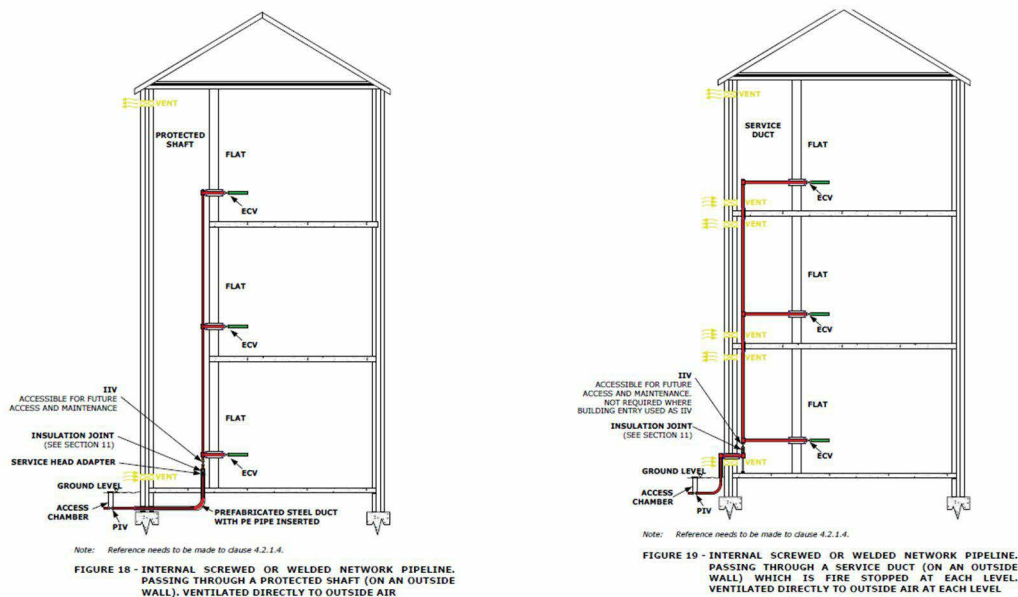 VENT
PROTECTED
SHAFT
FLAT
ECV
FLAT
ECV
IIV
ACCESSIBLE FOR FUTURE
ACCESS AND MAINTENANCE
FLAT
INSULATION JOINT
(SEE SECTION 11)
SERVICE HEAD ADAPTER
ECV
VENT
GROUND LEVEL
ACCESS
CHAMBER
PIV
PREFABRICATED STEEL DUCT
WITH PE PIPE INSERTED
Note: Reference needs to be made to clause 4.2.1.4.
FIGURE 18 - INTERNAL SCREWED OR WELDED NETWORK PIPELINE.
PASSING THROUGH A PROTECTED SHAFT (ON AN OUTSIDE
WALL). VENTILATED DIRECTLY TO OUTSIDE AIR
VENT
SERVICE
DUCT
FLAT
ECV
VENT
VENT
FLAT
VENT
ECV
VENT
IIV
ACCESSIBLE FOR FUTURE
ACCESS AND MAINTENANCE.
NOT REQUIRED WHERE
BUILDING ENTRY USED AS IIV
FLAT
INSULATION JOINT
(SEE SECTION 11)
ECV
VENT
GROUND LEVEL
ACCESS
CHAMBER
PIV
Note: Reference needs to be made to clause 4.2.1.4.
FIGURE 19 - INTERNAL SCREWED OR WELDED NETWORK PIPELINE.
PASSING THROUGH A SERVICE DUCT (ON AN OUTSIDE
WALL) WHICH IS FIRE STOPPED AT EACH LEVEL.
VENTILATED DIRECTLY TO OUTSIDE AIR AT EACH LEVEL